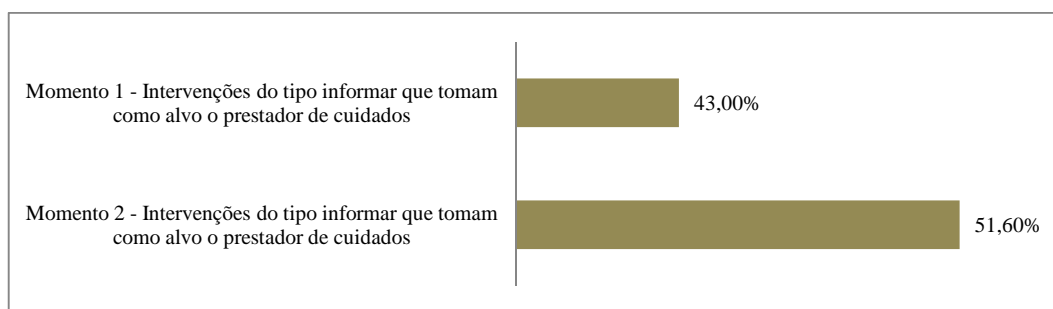 Momento 1 - Intervenções do tipo informar que tomam
como alvo o prestador de cuidados
43,00%
Momento 2 - Intervenções do tipo informar que tomam
como alvo o prestador de cuidados
51,60%